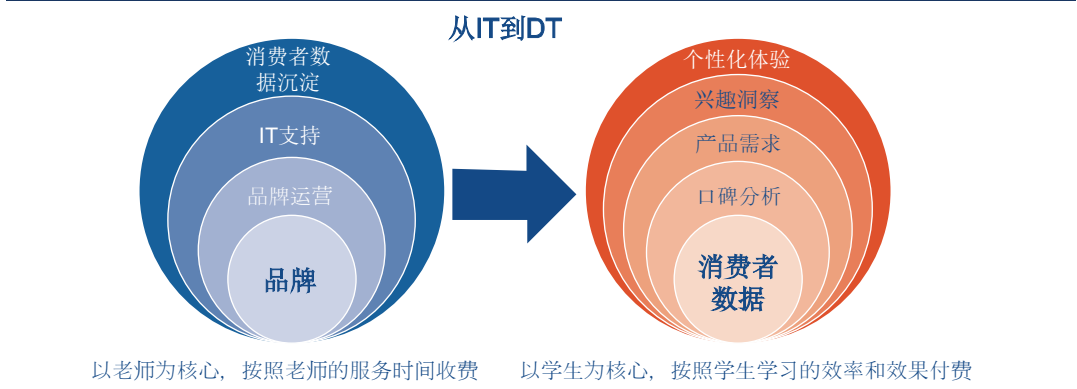 从IT到DT
消费者数
据沉淀
IT支持
品牌运营
品牌
个性化体验
兴趣洞察
产品需求
口碑分析
消费者
数据
以老师为核心，按照老师的服务时间收费
以学生为核心，按照学生学习的效率和效果付费